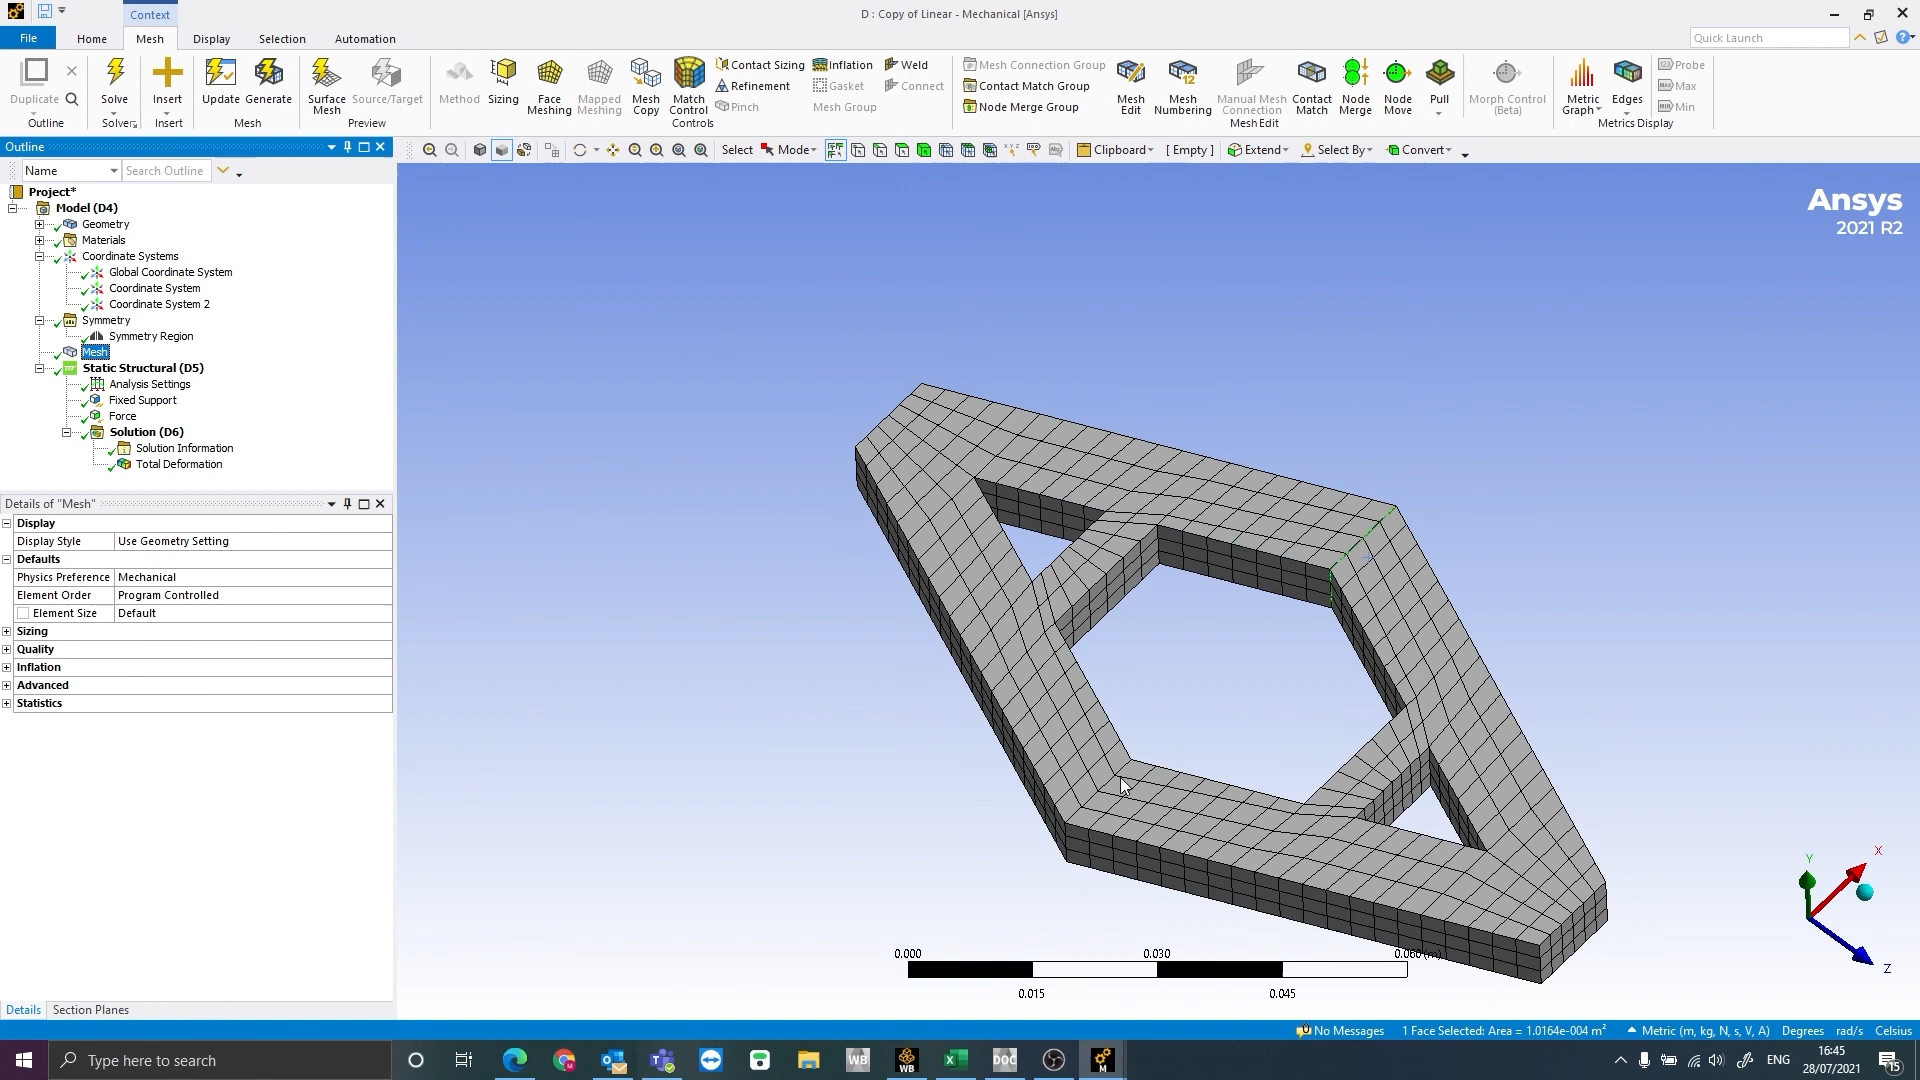 Context
D : Copy of Linear - Mechanical [Ansys]
File
Home
Mesh
Display
Selection
Automation
Quick Launch
Duplicate
Outline
Solve
Solver
Insert
Insert
Update
Generate
Mesh
Surface
Mesh
Source/Target
Preview
Method
Sizing
Face
Meshing
Mapped
Meshing
Mesh
Copy
Match
Control
Contact Sizing
Refinement
Pinch
Inflation
Gasket
Mesh Group
Weld
Connect
Controls
Mesh Connection Group
Contact Match Group
Node Merge Group
Mesh
Edit
Mesh
Numbering
Manual Mesh
Connection
Contact
Match
Node
Merge
Node
Move
Pull
Mesh Edit
Morph Control
(Beta)
Metric
Graph
Edges
Probe
Max
Min
Metrics Display
Outline
Name
Search Outline
Select
Mode
Clipboard
[ Empty ]
Extend
Select By
Convert
Project*
Model (D4)
Geometry
Materials
Coordinate Systems
Global Coordinate System
Coordinate System
Coordinate System 2
Symmetry
Symmetry Region
Mesh
Static Structural (D5)
Analysis Settings
Fixed Support
Force
Solution (D6)
Solution Information
Total Deformation
Details of "Mesh"
Display
Display Style Use Geometry Setting
Defaults
Physics Preference Mechanical
Element Order Program Controlled
Element Size Default
Sizing
Quality
Inflation
Advanced
Statistics
Details
Section Planes
Ansys
2021 R2
0.000 0.030 0.060 (m)
0.015 0.045
Y
X
Z
No Messages
1 Face Selected: Area = 1.0164e-004 m²
Metric (m, kg, N, s, V, A)
Degrees
rad/s
Celsius
Type here to search
WB
WB
DOC
M
ENG
16:45
28/07/2021
15